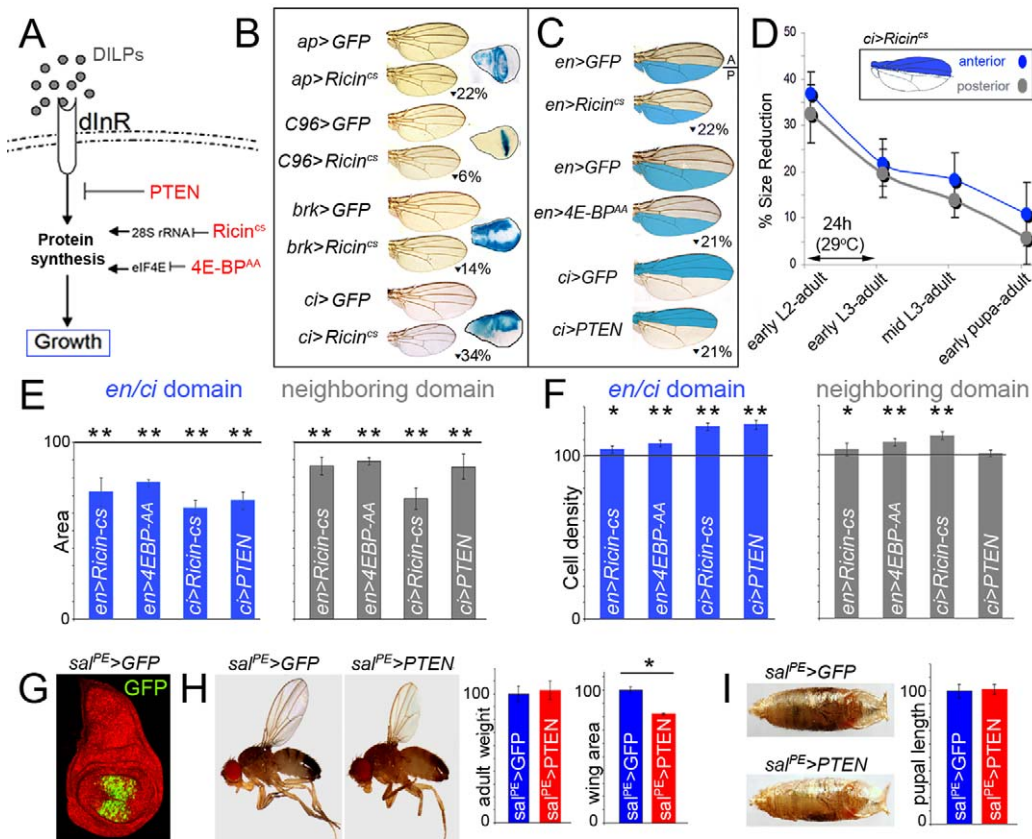 A
DILPs
dInR
PTEN
Protein
synthesis
28S rRNA
Ricin^cs
eIF4E
4E-BP^AA
Growth
B
ap>GFP
ap>Ricin^cs
▾22%
C96>GFP
C96>Ricin^cs
▾6%
brk>GFP
brk>Ricin^cs
▾14%
ci>GFP
ci>Ricin^cs
▾34%
C
en>GFP
A
P
en>Ricin^cs
▾22%
en>GFP
en>4E-BP^AA
▾21%
ci>GFP
ci>PTEN
▾21%
D
% Size Reduction
50
40
30
20
10
0
ci>Ricin^cs
anterior
posterior
24h
(29ºC)
early L2-adult
early L3-adult
mid L3-adult
early pupa-adult
E
en/ci domain
neighboring domain
Area
100
0
** ** ** **
en>Ricin-cs
en>4EBP-AA
ci>Ricin-cs
ci>PTEN
** ** ** **
en>Ricin-cs
en>4EBP-AA
ci>Ricin-cs
ci>PTEN
F
en/ci domain
neighboring domain
Cell density
100
0
* ** ** **
en>Ricin-cs
en>4EBP-AA
ci>Ricin-cs
ci>PTEN
* ** **
en>Ricin-cs
en>4EBP-AA
ci>Ricin-cs
ci>PTEN
G
sal^PE>GFP
GFP
H
sal^PE>GFP
sal^PE>PTEN
adult weight
100
0
sal^PE>GFP
sal^PE>PTEN
wing area
100
0
*
sal^PE>GFP
sal^PE>PTEN
I
sal^PE>GFP
sal^PE>PTEN
pupal length
100
0
sal^PE>GFP
sal^PE>PTEN